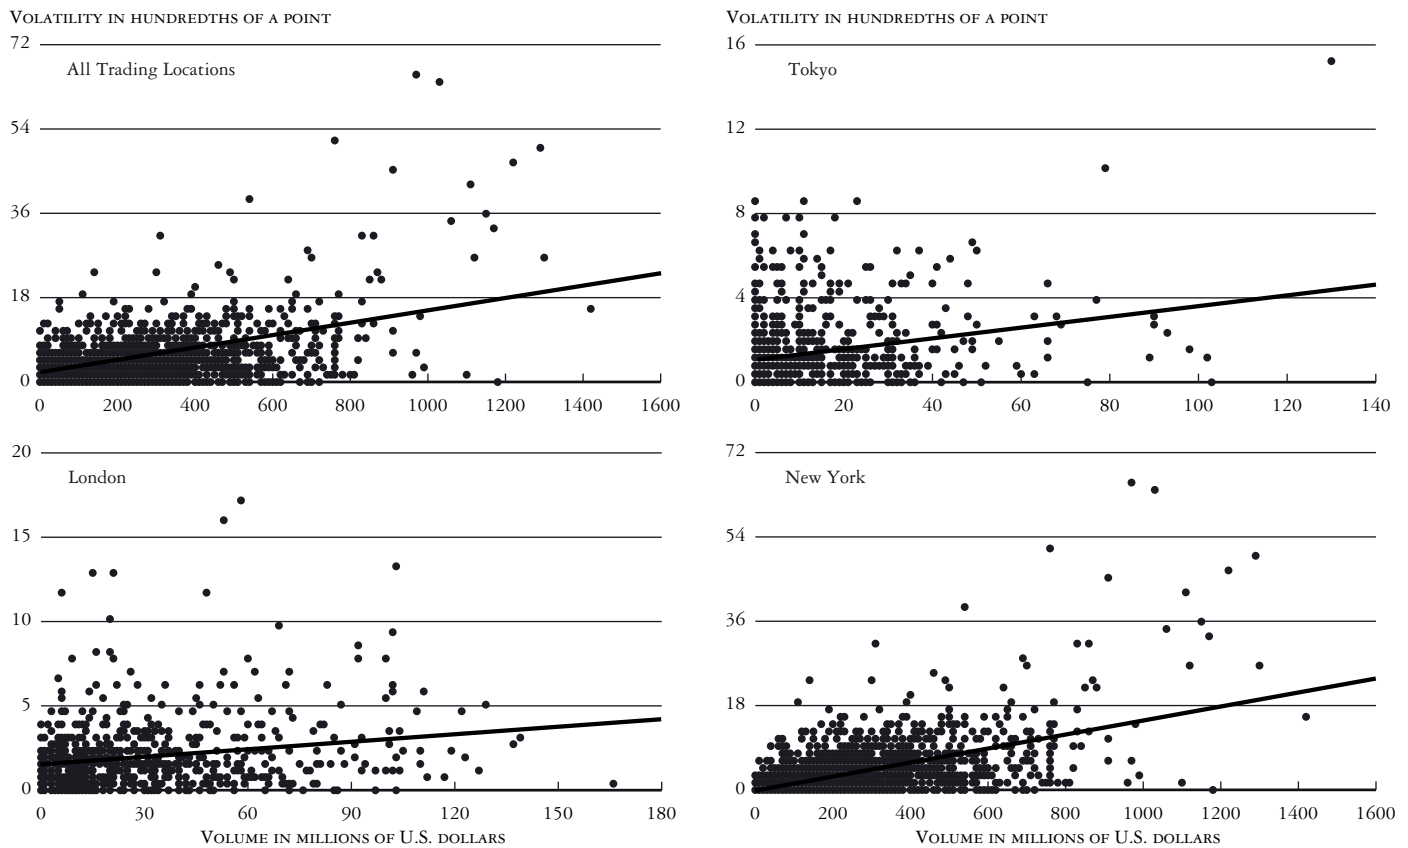 VOLATILITY IN HUNDREDTHS OF A POINT
72
All Trading Locations
54
36
18
0
0 200 400 600 800 1000 1200 1400 1600
VOLATILITY IN HUNDREDTHS OF A POINT
16
Tokyo
12
8
4
0
0 20 40 60 80 100 120 140
20
London
15
10
5
0
0 30 60 90 120 150 180
VOLUME IN MILLIONS OF U.S. DOLLARS
72
New York
54
36
18
0
0 200 400 600 800 1000 1200 1400 1600
VOLUME IN MILLIONS OF U.S. DOLLARS